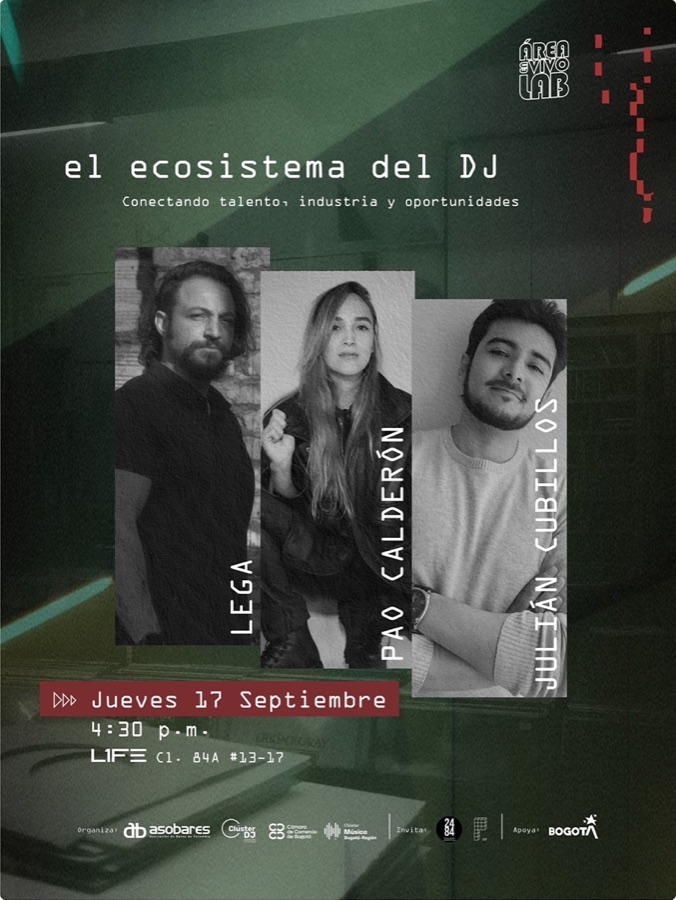 ÁREA
EN VIVO
LAB
el ecosistema del DJ
Conectando talento, industria y oportunidades
LEGA
PAO CALDERÓN
JULIÁN CUBILLOS
Jueves 17 Septiembre
4:30 p.m.
L1FE Cl. 84A #13-17
Organiza:
asobares
Clúster
DJ
Cámara
de Comercio
de Bogotá
Clúster
Música
Bogotá-Región
Invita:
24
84
Apoya:
BOGOTÁ